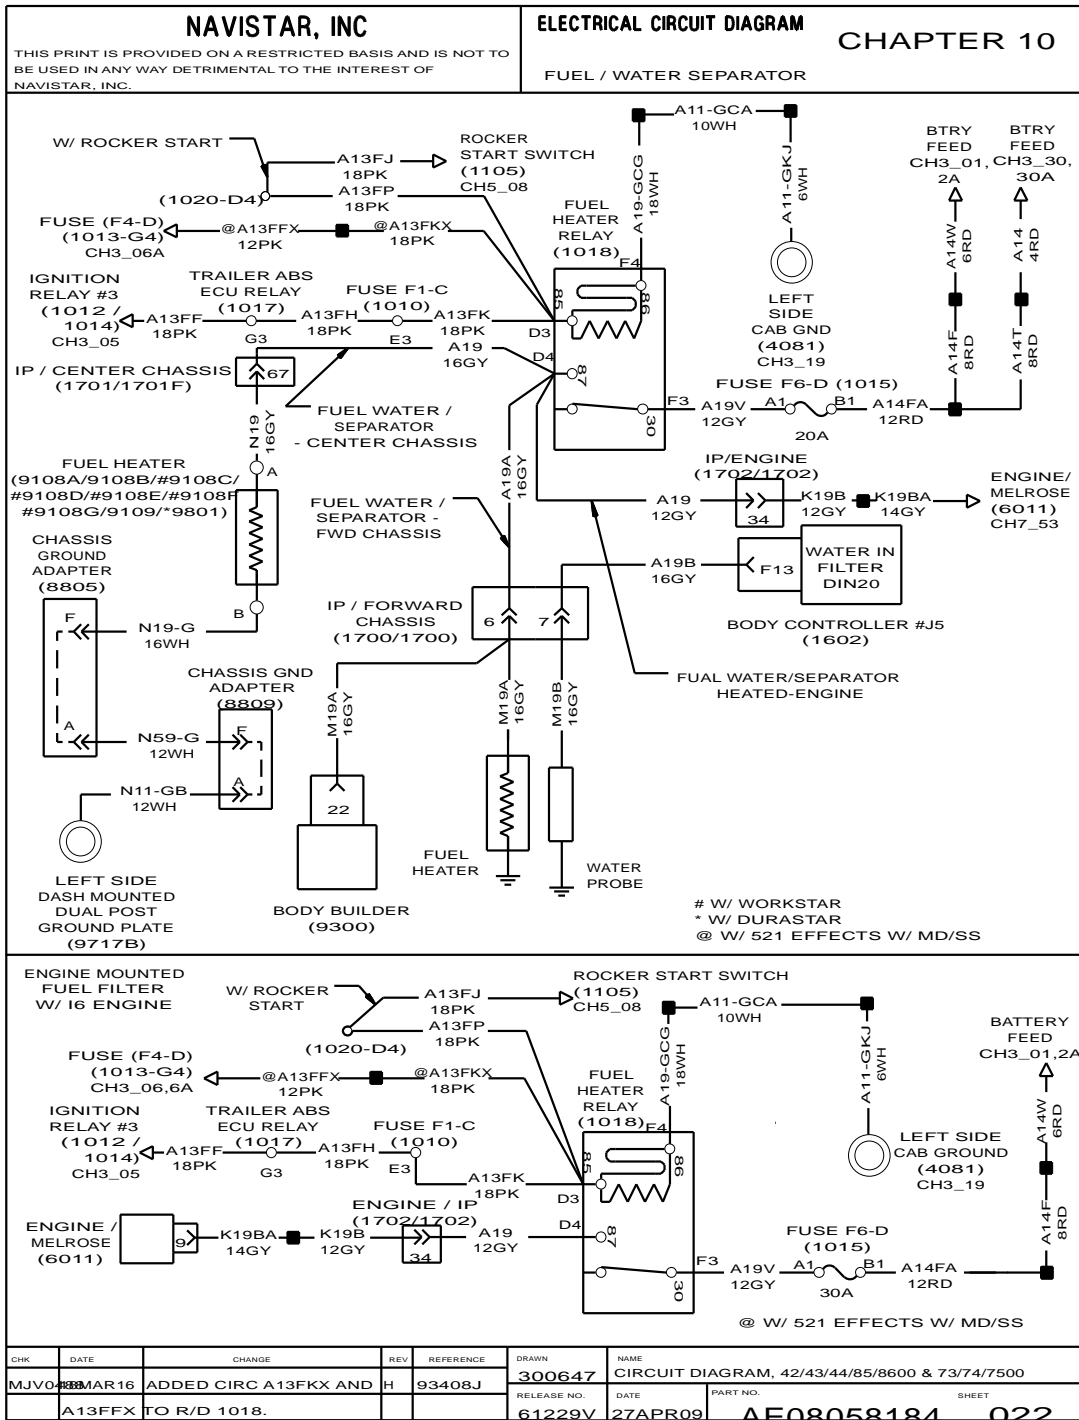 NAVISTAR, INC
THIS PRINT IS PROVIDED ON A RESTRICTED BASIS AND IS NOT TO
BE USED IN ANY WAY DETRIMENTAL TO THE INTEREST OF
NAVISTAR, INC.
ELECTRICAL CIRCUIT DIAGRAM
CHAPTER 10
FUEL / WATER SEPARATOR
W/ ROCKER START
A13FJ
18PK
ROCKER
START SWITCH
(1105)
CH5_08
(1020-D4)
A13FP
18PK
FUSE (F4-D)
(1013-G4)
CH3_06A
@A13FFX
12PK
@A13FKX
18PK
FUEL
HEATER
RELAY
(1018)
A11-GCA
10WH
A19-GCG
18WH
A11-GKJ
6WH
LEFT
SIDE
CAB GND
(4081)
CH3_19
BTRY
FEED
CH3_01,
2A
BTRY
FEED
CH3_30,
30A
A14W
6RD
A14
4RD
A14F
8RD
A14T
8RD
IGNITION
RELAY #3
(1012 /
1014)
CH3_05
A13FF
18PK
TRAILER ABS
ECU RELAY
(1017)
G3
A13FH
18PK
FUSE F1-C
(1010)
E3
A13FK
18PK
D3
85
F4
86
A19
16GY
D4
87
30
F3
A19V
12GY
FUSE F6-D (1015)
A1
B1
20A
A14FA
12RD
IP / CENTER CHASSIS
(1701/1701F)
67
N19
16GY
FUEL WATER /
SEPARATOR
- CENTER CHASSIS
A19A
16GY
FUEL HEATER
(9108A/9108B/#9108C/
#9108D/#9108E/#9108F
#9108G/9109/*9801)
A
B
FUEL WATER /
SEPARATOR -
FWD CHASSIS
IP/ENGINE
(1702/1702)
A19
12GY
34
K19B
12GY
K19BA
14GY
ENGINE/
MELROSE
(6011)
CH7_53
A19B
16GY
F13
WATER IN
FILTER
DIN20
BODY CONTROLLER #J5
(1602)
CHASSIS
GROUND
ADAPTER
(8805)
F
A
N19-G
16WH
IP / FORWARD
CHASSIS
(1700/1700)
6
7
FUAL WATER/SEPARATOR
HEATED-ENGINE
CHASSIS GND
ADAPTER
(8809)
F
A
N59-G
12WH
N11-GB
12WH
M19A
16GY
M19A
16GY
M19B
16GY
22
BODY BUILDER
(9300)
FUEL
HEATER
WATER
PROBE
LEFT SIDE
DASH MOUNTED
DUAL POST
GROUND PLATE
(9717B)
# W/ WORKSTAR
* W/ DURASTAR
@ W/ 521 EFFECTS W/ MD/SS
ENGINE MOUNTED
FUEL FILTER
W/ I6 ENGINE
W/ ROCKER
START
A13FJ
18PK
ROCKER START SWITCH
(1105)
CH5_08
(1020-D4)
A13FP
18PK
FUSE (F4-D)
(1013-G4)
CH3_06,6A
@A13FFX
12PK
@A13FKX
18PK
FUEL
HEATER
RELAY
(1018)
A11-GCA
10WH
A19-GCG
18WH
A11-GKJ
6WH
LEFT SIDE
CAB GROUND
(4081)
CH3_19
BATTERY
FEED
CH3_01,2A
A14W
6RD
A14F
8RD
IGNITION
RELAY #3
(1012 /
1014)
CH3_05
A13FF
18PK
TRAILER ABS
ECU RELAY
(1017)
G3
A13FH
18PK
FUSE F1-C
(1010)
E3
A13FK
18PK
D3
85
F4
86
ENGINE /
MELROSE
(6011)
9
K19BA
14GY
K19B
12GY
ENGINE / IP
(1702/1702)
34
A19
12GY
D4
87
30
F3
A19V
12GY
FUSE F6-D
(1015)
A1
B1
30A
A14FA
12RD
@ W/ 521 EFFECTS W/ MD/SS
CHK DATE CHANGE REV REFERENCE
ADDED CIRC A13FKX AND H 93408J
A13FFX TO R/D 1018.
DRAWN
300647
NAME
CIRCUIT DIAGRAM, 42/43/44/85/8600 & 73/74/7500
RELEASE NO.
61229V
DATE
27APR09
PART NO.
AE08058184
SHEET
022